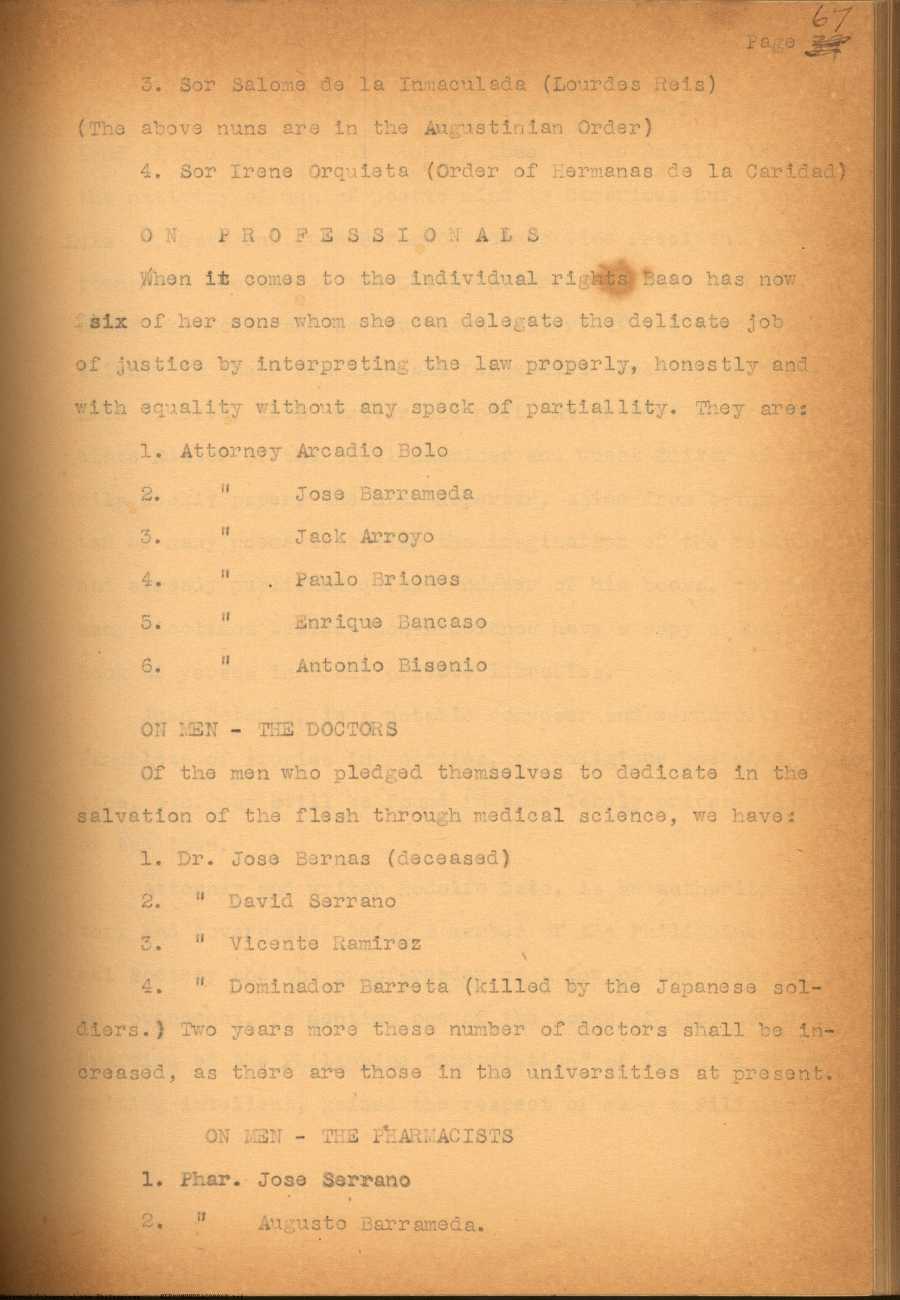 67
Page
3. Sor Salome de la Inmaculada (Lourdes Reis)
(The above nuns are in the Augustinian Order)
4. Sor Irene Orquieta (Order of Hermanas de la Caridad)
O N P R O F E S S I O N A L S
When it comes to the individual rights Baao has now
six of her sons whom she can delegate the delicate job
of justice by interpreting the law properly, honestly and
with equality without any speck of partiallity. They are:
1. Attorney Arcadio Bolo
2. " Jose Barrameda
3. " Jack Arroyo
4. " . Paulo Briones
5. " Enrique Bancaso
6. " Antonio Bisenio
ON MEN - THE DOCTORS
Of the men who pledged themselves to dedicate in the
salvation of the flesh through medical science, we have:
1. Dr. Jose Bernas (deceased)
2. " David Serrano
3. " Vicente Ramirez
4. " Dominador Barreta (killed by the Japanese sol-
diers.) Two years more these number of doctors shall be in-
creased, as there are those in the universities at present.
ON MEN - THE PHARMACISTS
1. Phar. Jose Serrano
2. " Augusto Barrameda.